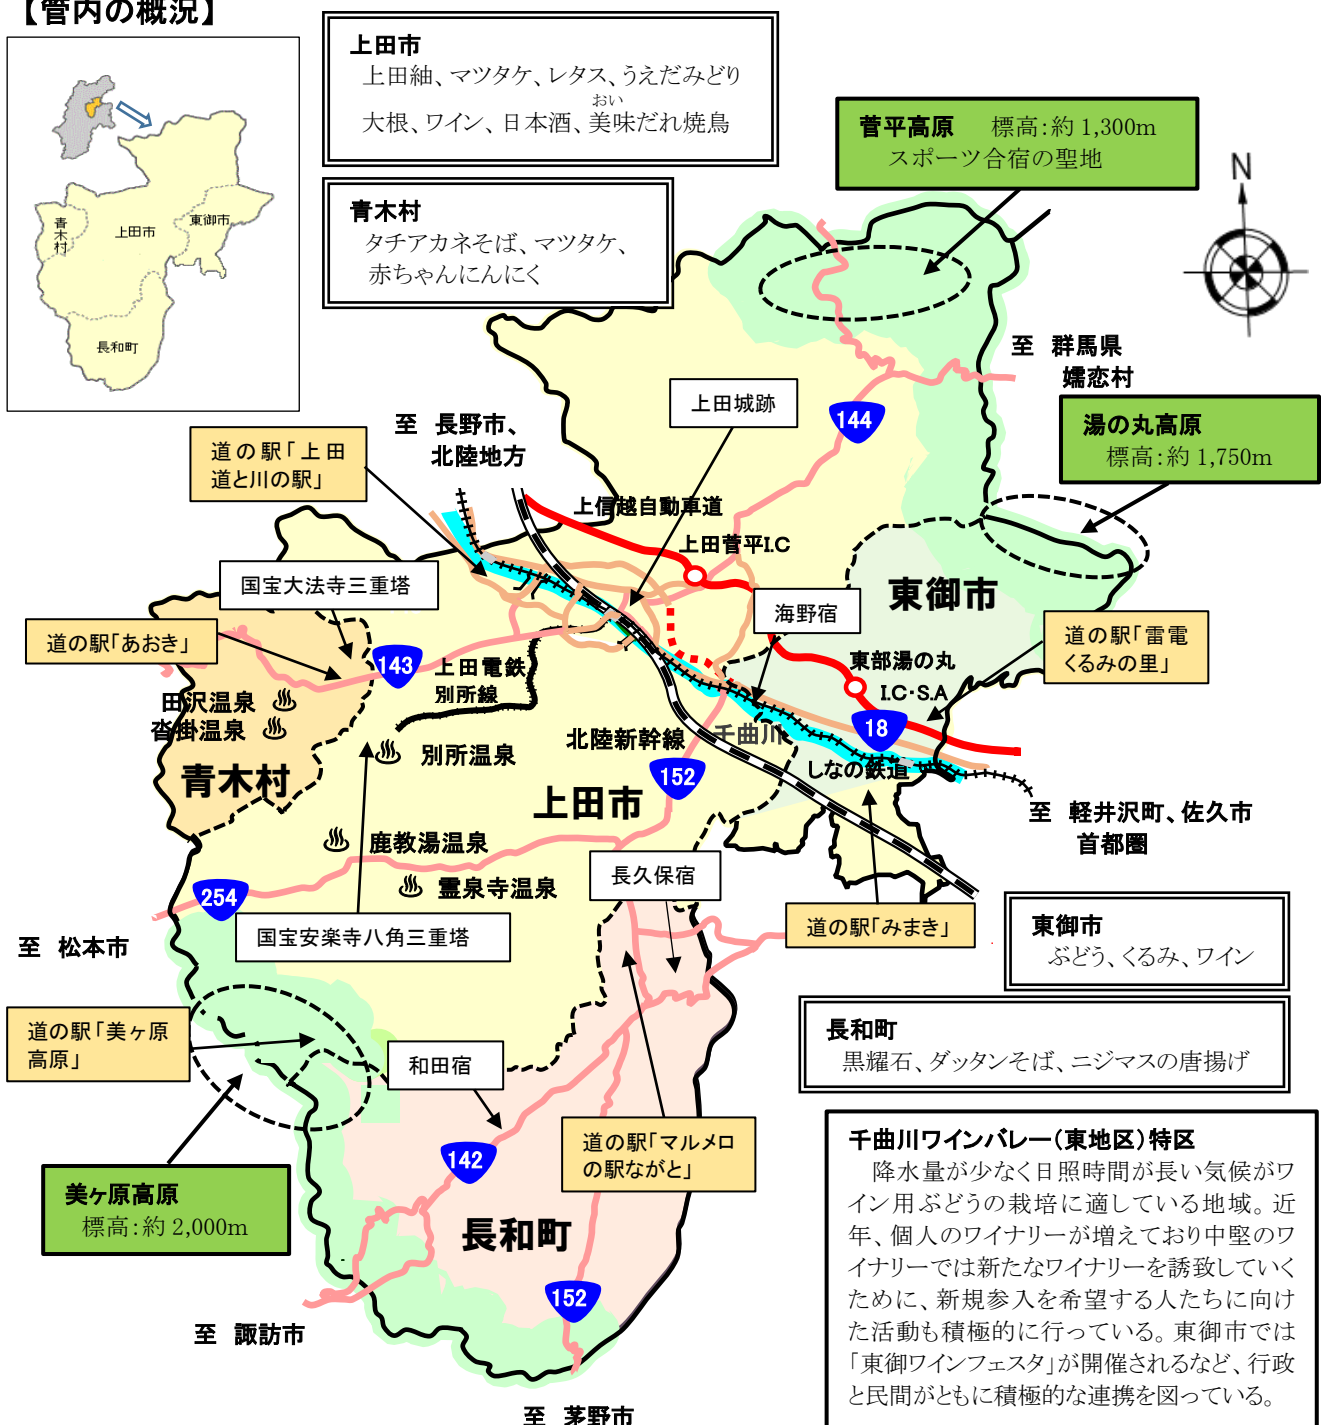 【管内の概況】
青木村
上田市
東御市
長和町
上田市
上田紬、マツタケ、レタス、うえだみどり
おい
大根、ワイン、日本酒、美味だれ焼鳥
青木村
タチアカネそば、マツタケ、
赤ちゃんにんにく
菅平高原 標高:約1,300m
スポーツ合宿の聖地
N
至 群馬県
嬬恋村
湯の丸高原
標高:約1,750m
上田城跡
144
至 長野市、
北陸地方
道の駅「上田
道と川の駅」
上信越自動車道
上田菅平I.C
国宝大法寺三重塔
東御市
海野宿
道の駅「雷電
くるみの里」
道の駅「あおき」
143
上田電鉄
別所線
東部湯の丸
I.C・S.A
田沢温泉
沓掛温泉
18
千曲川
北陸新幹線
別所温泉
しなの鉄道
152
青木村
上田市
至 軽井沢町、佐久市
首都圏
鹿教湯温泉
長久保宿
254
霊泉寺温泉
道の駅「みまき」
国宝安楽寺八角三重塔
至 松本市
東御市
ぶどう、くるみ、ワイン
道の駅「美ヶ原
高原」
長和町
黒耀石、ダッタンそば、ニジマスの唐揚げ
和田宿
142
道の駅「マルメロ
の駅ながと」
美ヶ原高原
標高:約2,000m
長和町
152
至 諏訪市
至 茅野市
千曲川ワインバレー(東地区)特区
降水量が少なく日照時間が長い気候がワ
イン用ぶどうの栽培に適している地域。近
年、個人のワイナリーが増えており中堅のワ
イナリーでは新たなワイナリーを誘致していく
ために、新規参入を希望する人たちに向け
た活動も積極的に行っている。東御市では
「東御ワインフェスタ」が開催されるなど、行政
と民間がともに積極的な連携を図っている。